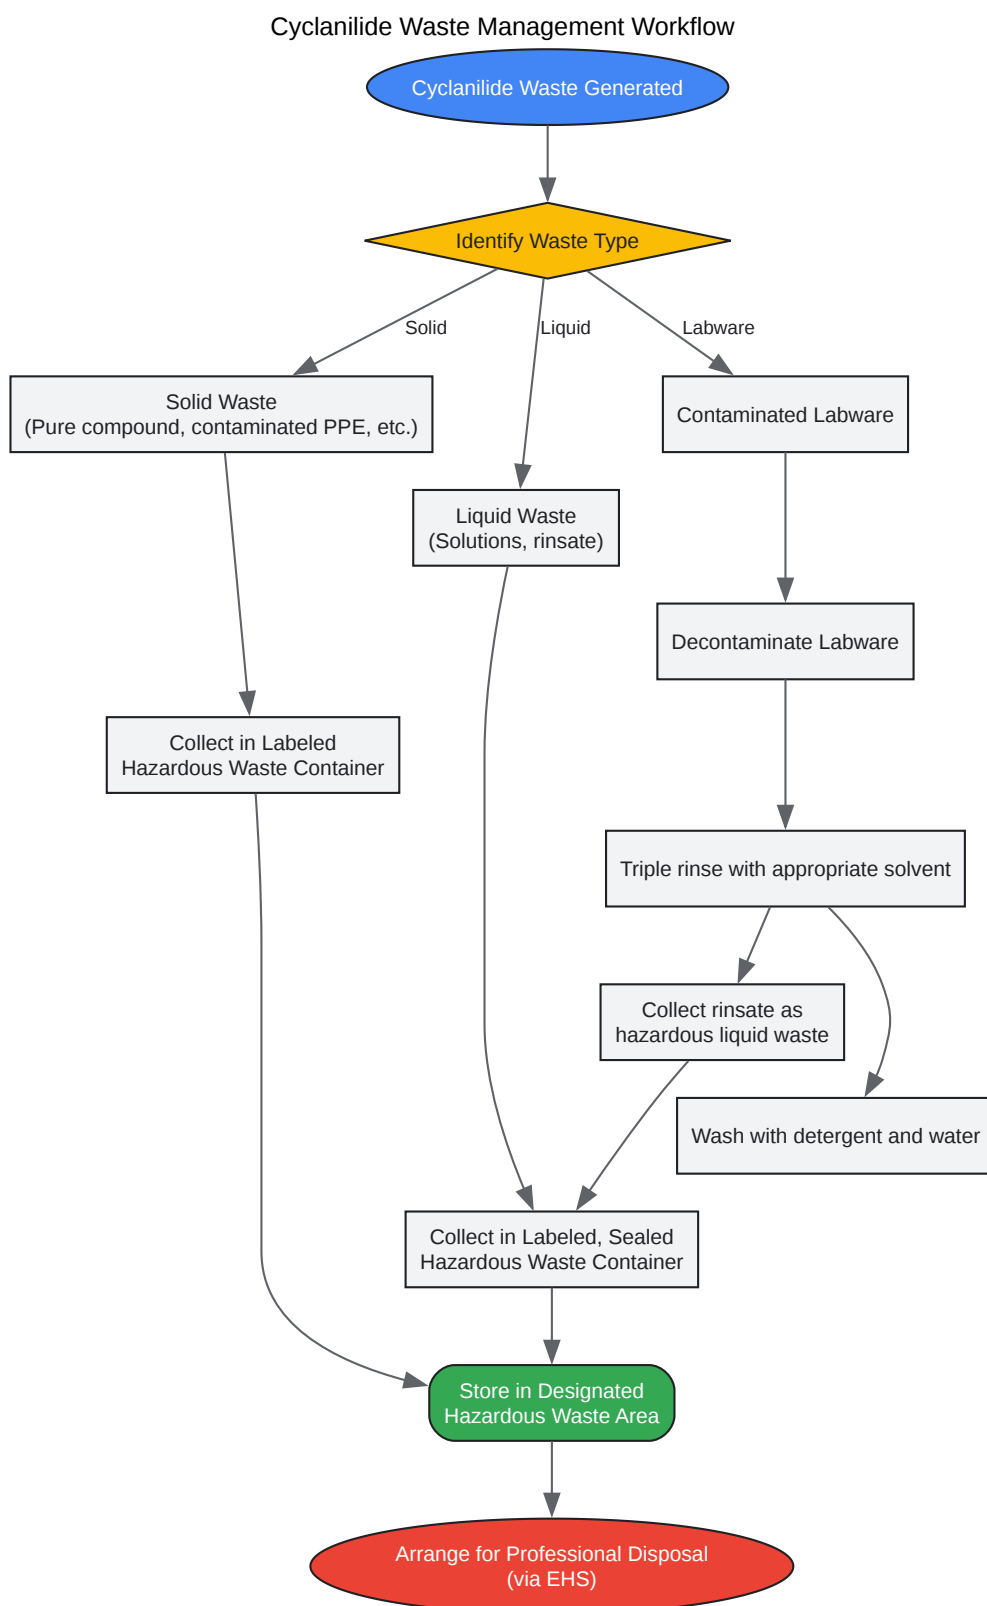 Cyclanilide Waste Management Workflow
Cyclanilide Waste Generated
Identify Waste Type
Solid
Liquid
Labware
Solid Waste
(Pure compound, contaminated PPE, etc.)
Contaminated Labware
Liquid Waste
(Solutions, rinsate)
Decontaminate Labware
Collect in Labeled
Hazardous Waste Container
Triple rinse with appropriate solvent
Collect rinsate as
hazardous liquid waste
Wash with detergent and water
Collect in Labeled, Sealed
Hazardous Waste Container
Store in Designated
Hazardous Waste Area
Arrange for Professional Disposal
(via EHS)